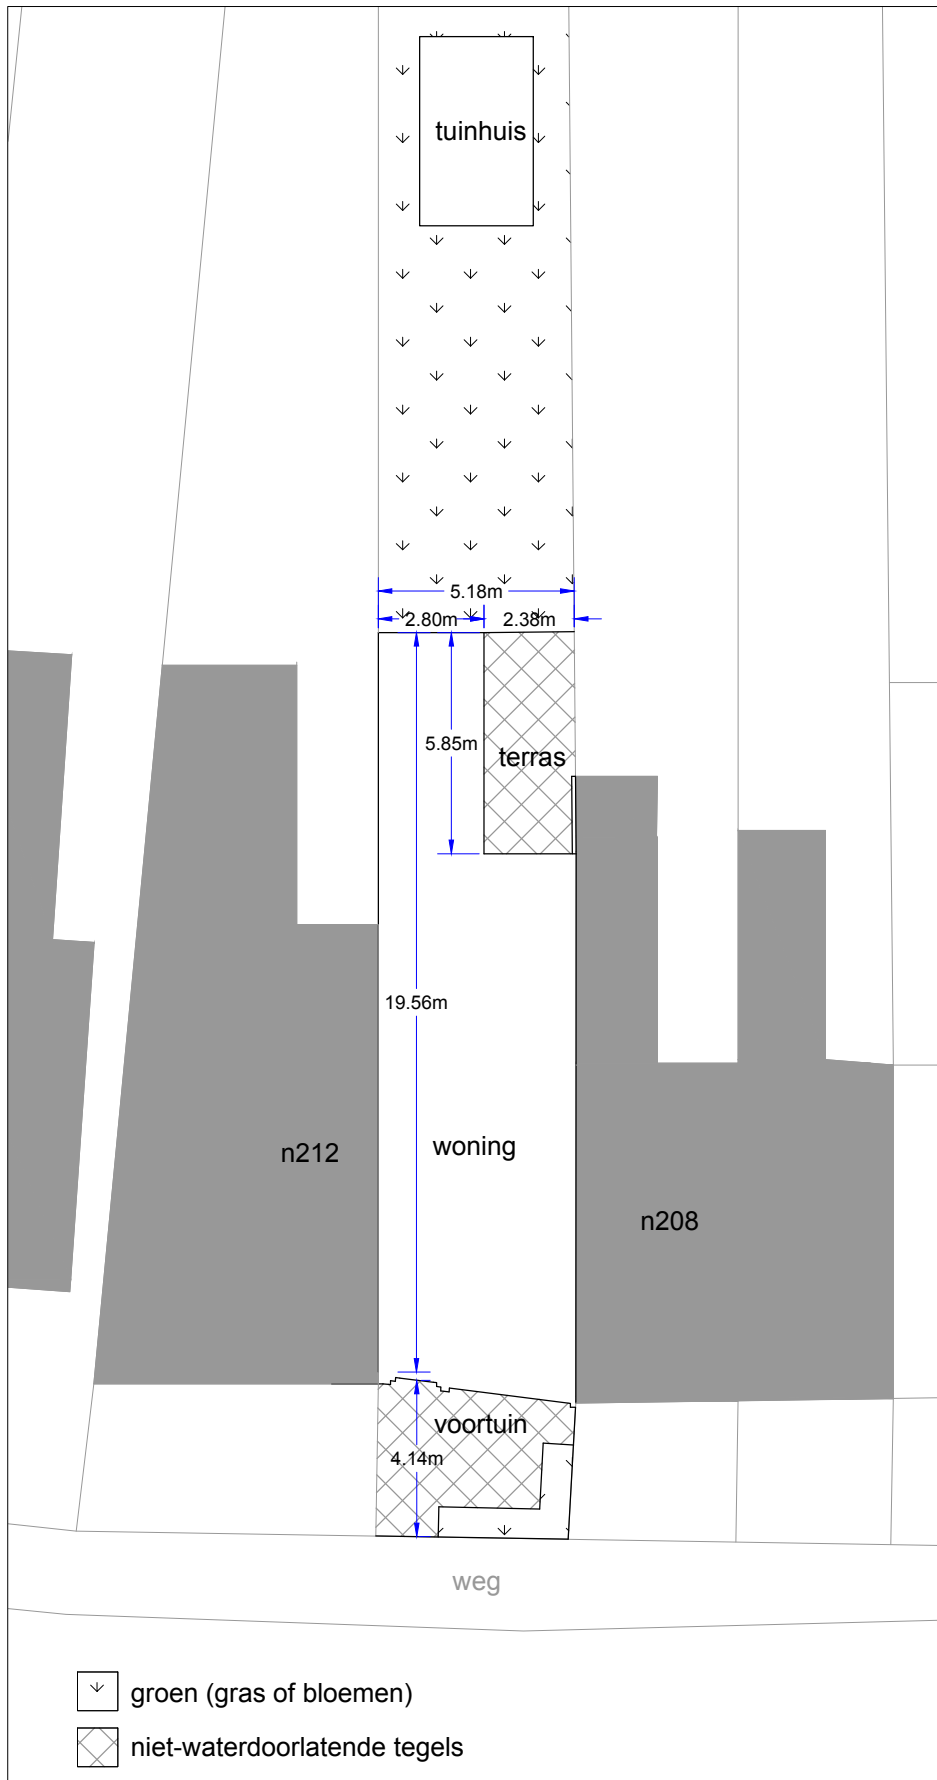 tuinhuis
5.18m
2.80m 2.38m
5.85m
terras
19.56m
n212
woning
n208
voortuin
4.14m
weg
groen (gras of bloemen)
niet-waterdoorlatende tegels